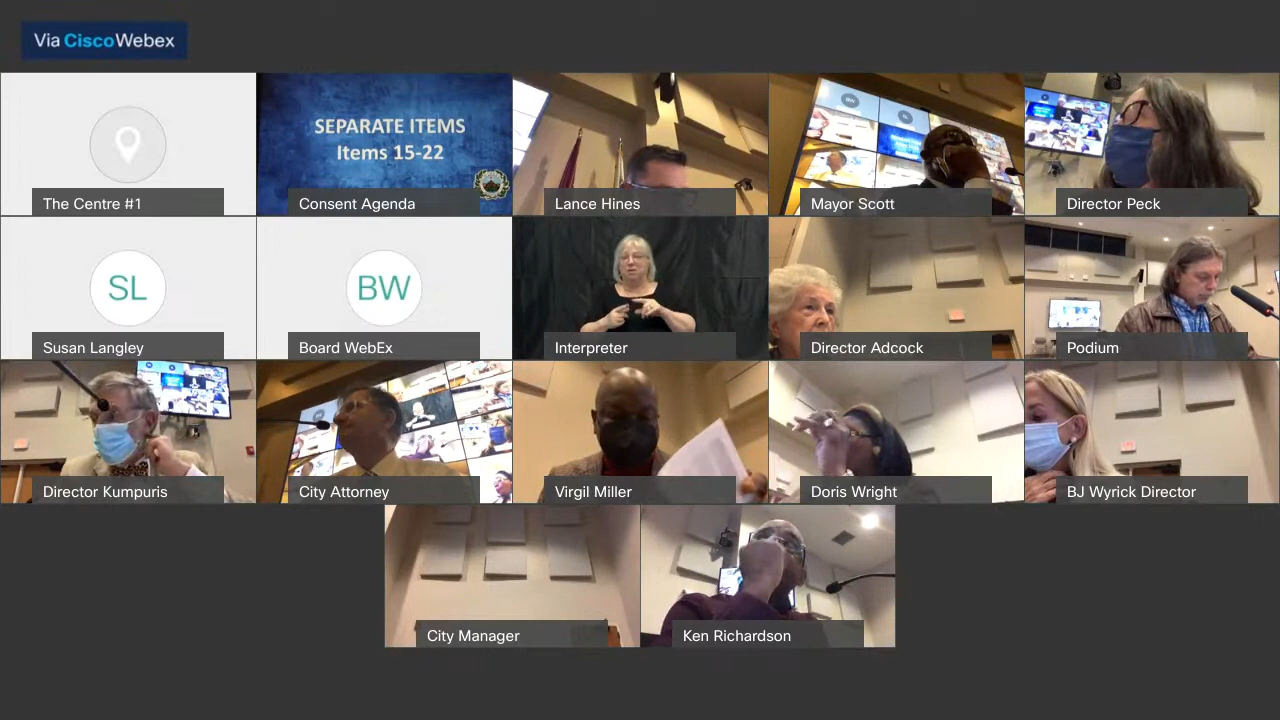 Via CiscoWebex
SEPARATE ITEMS
Items 15-22
The Centre #1
Consent Agenda
Lance Hines
Mayor Scott
Director Peck
SL
BW
Susan Langley
Board WebEx
Interpreter
Director Adcock
Podium
Director Kumpuris
City Attorney
Virgil Miller
Doris Wright
BJ Wyrick Director
City Manager
Ken Richardson